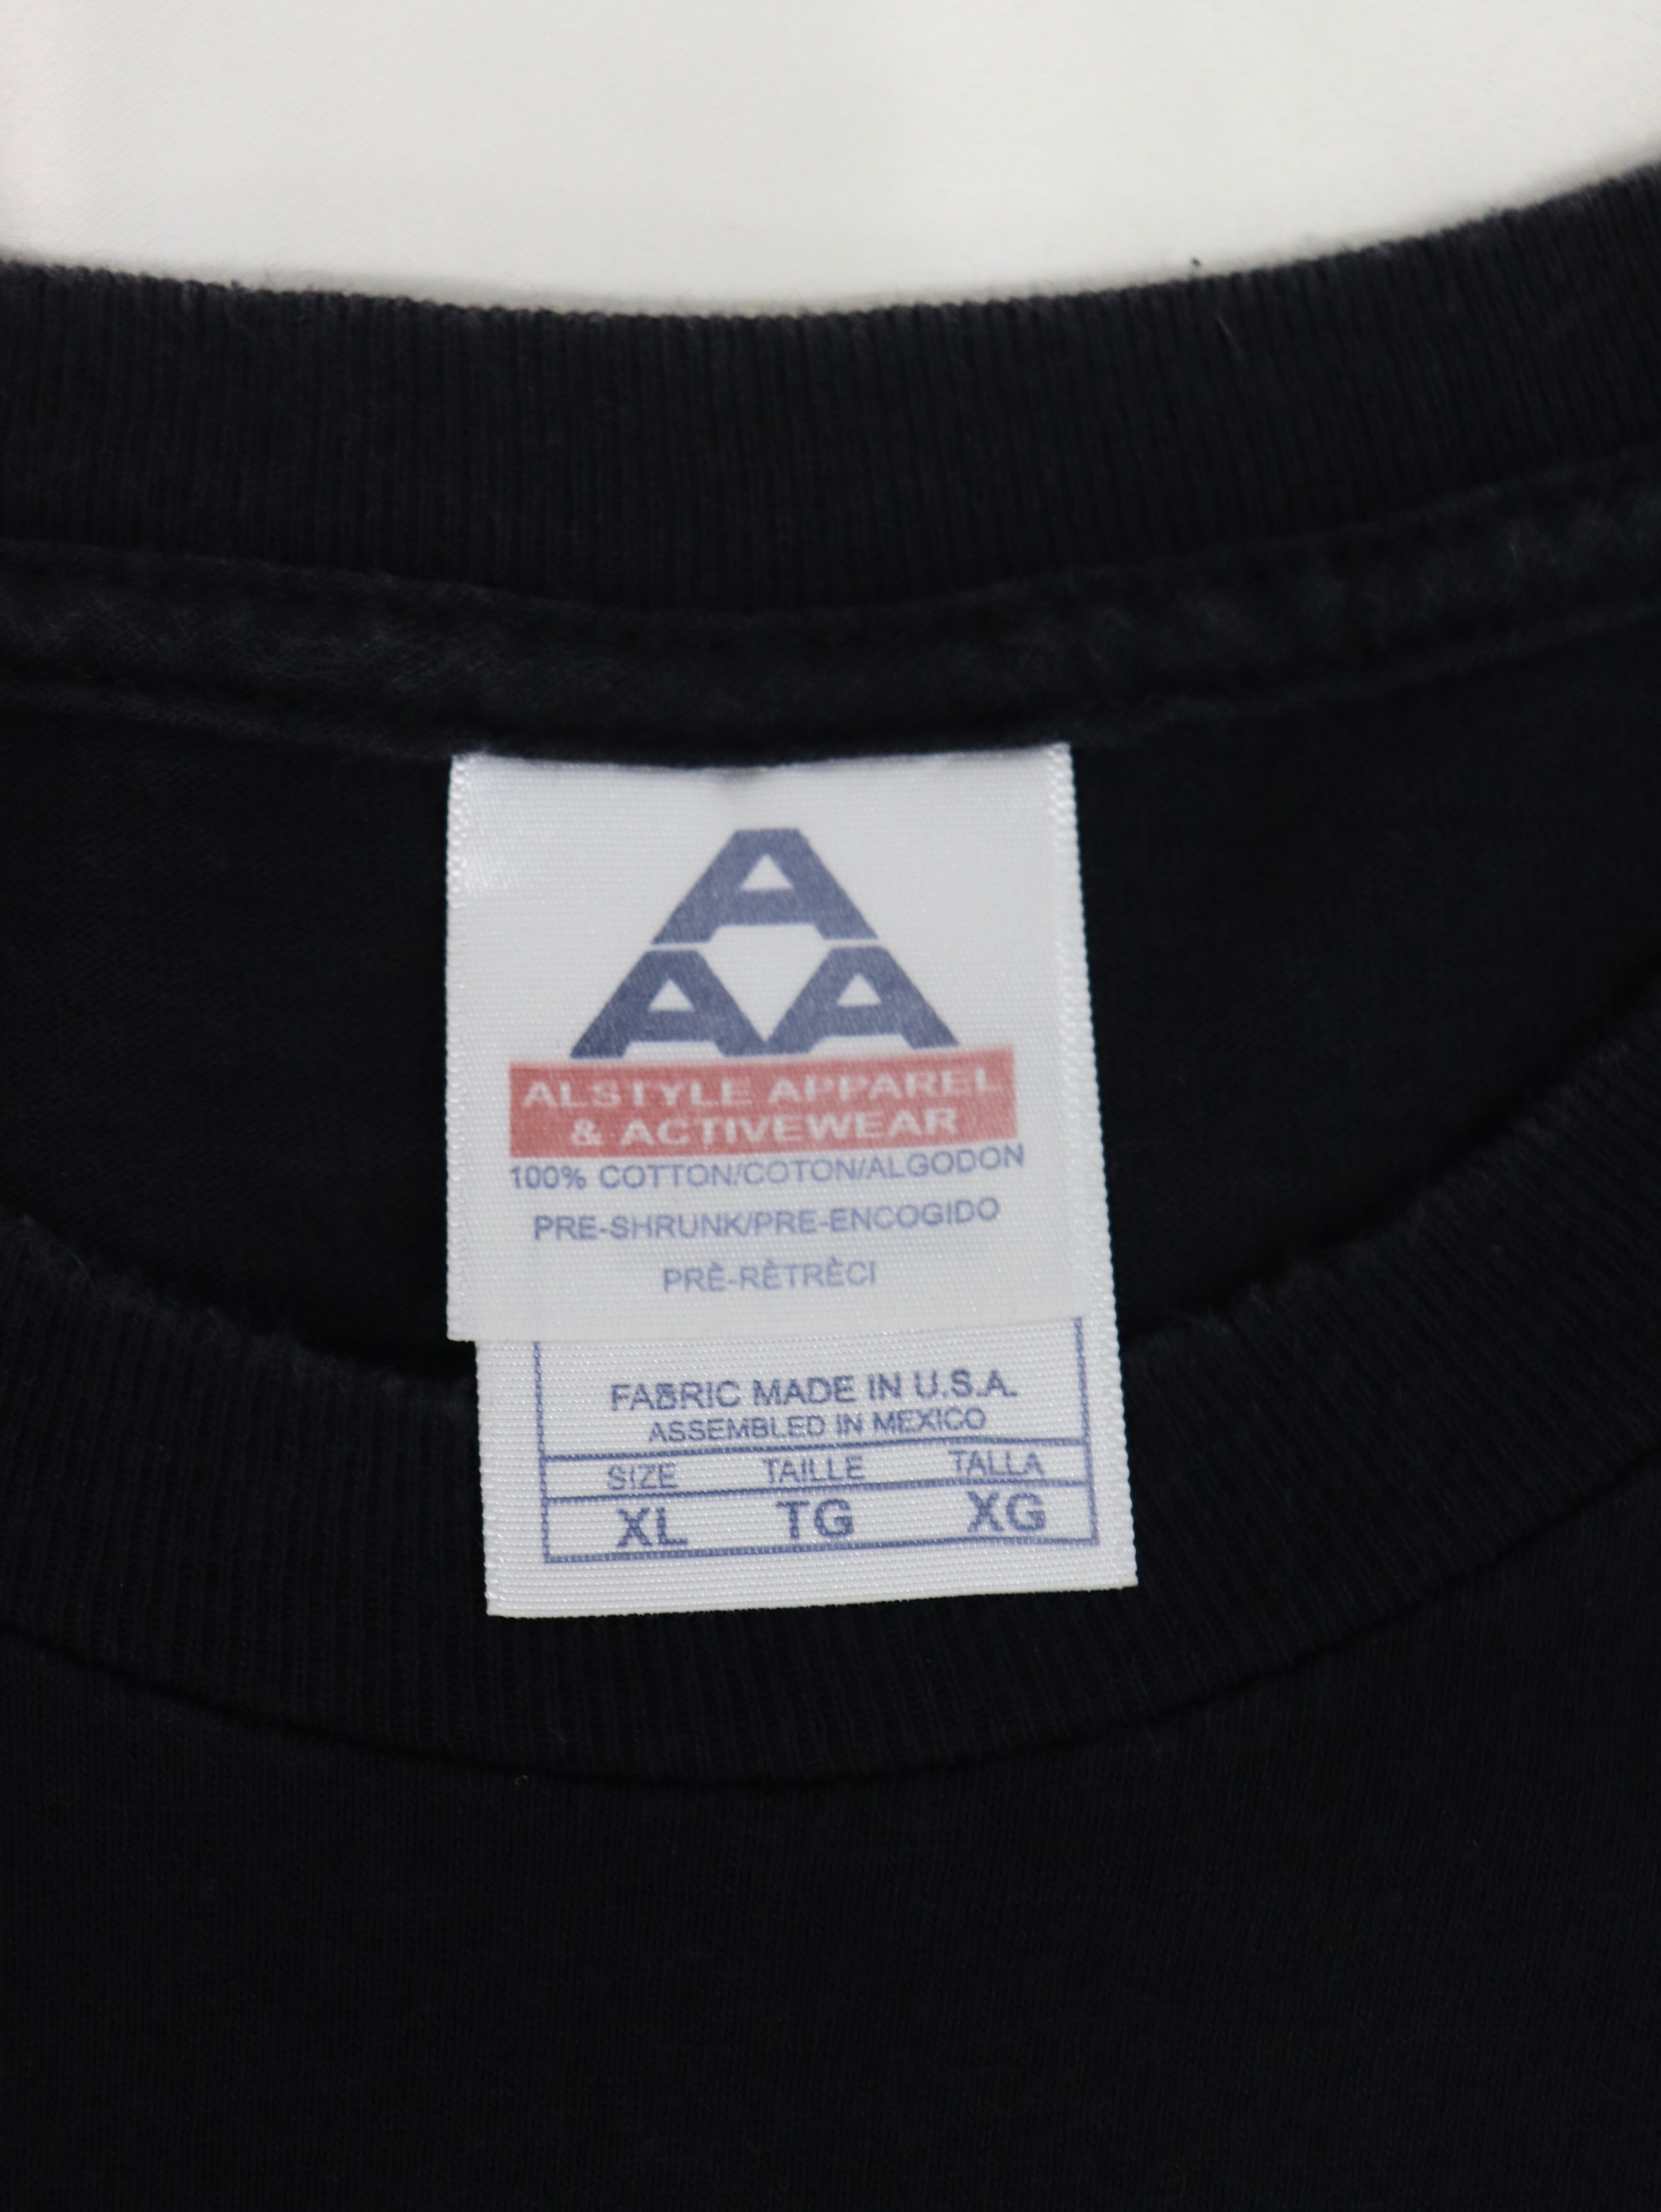 A
AA
ALSTYLE APPAREL
& ACTIVEWEAR
100% COTTON/COTON/ALGODON
PRE-SHRUNK/PRE-ENCOGIDO
PRÈ-RÈTRÈCI
FABRIC MADE IN U.S.A.
ASSEMBLED IN MEXICO
SIZE TAILLE TALLA
XL TG XG